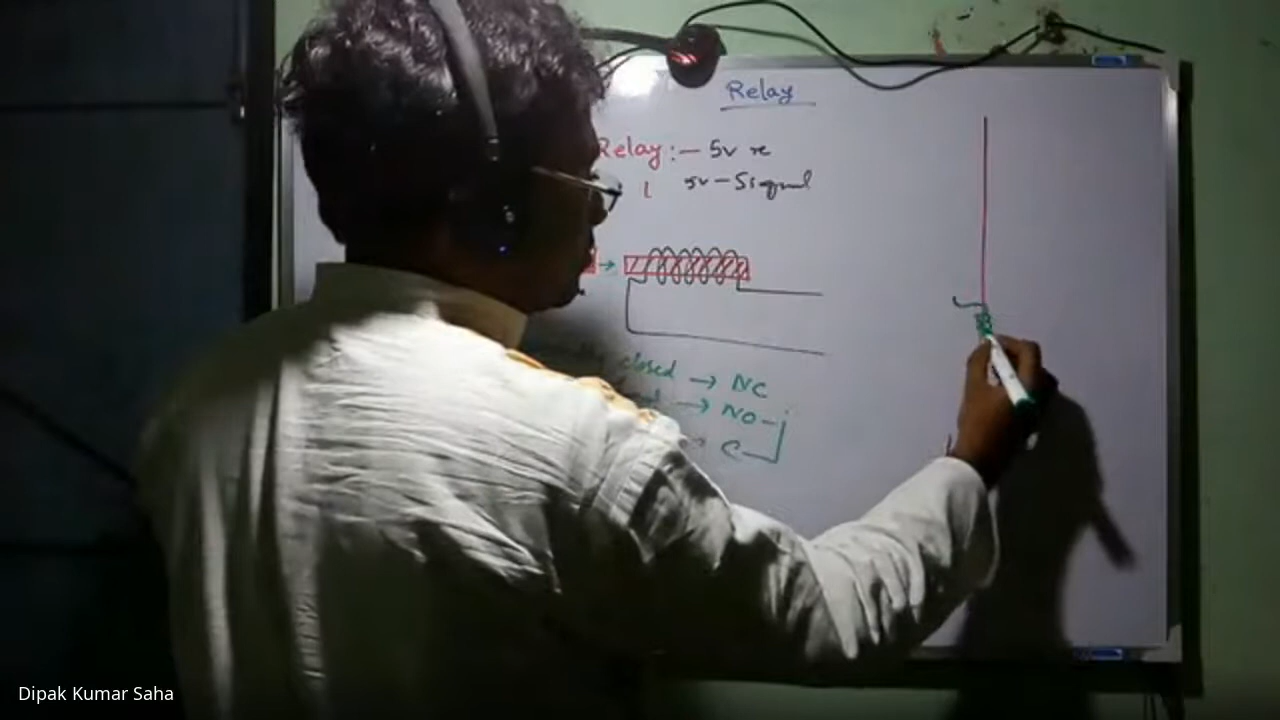 Relay
Relay :— 5v re
5v — Signal
closed → NC
→ NO
→ C
Dipak Kumar Saha